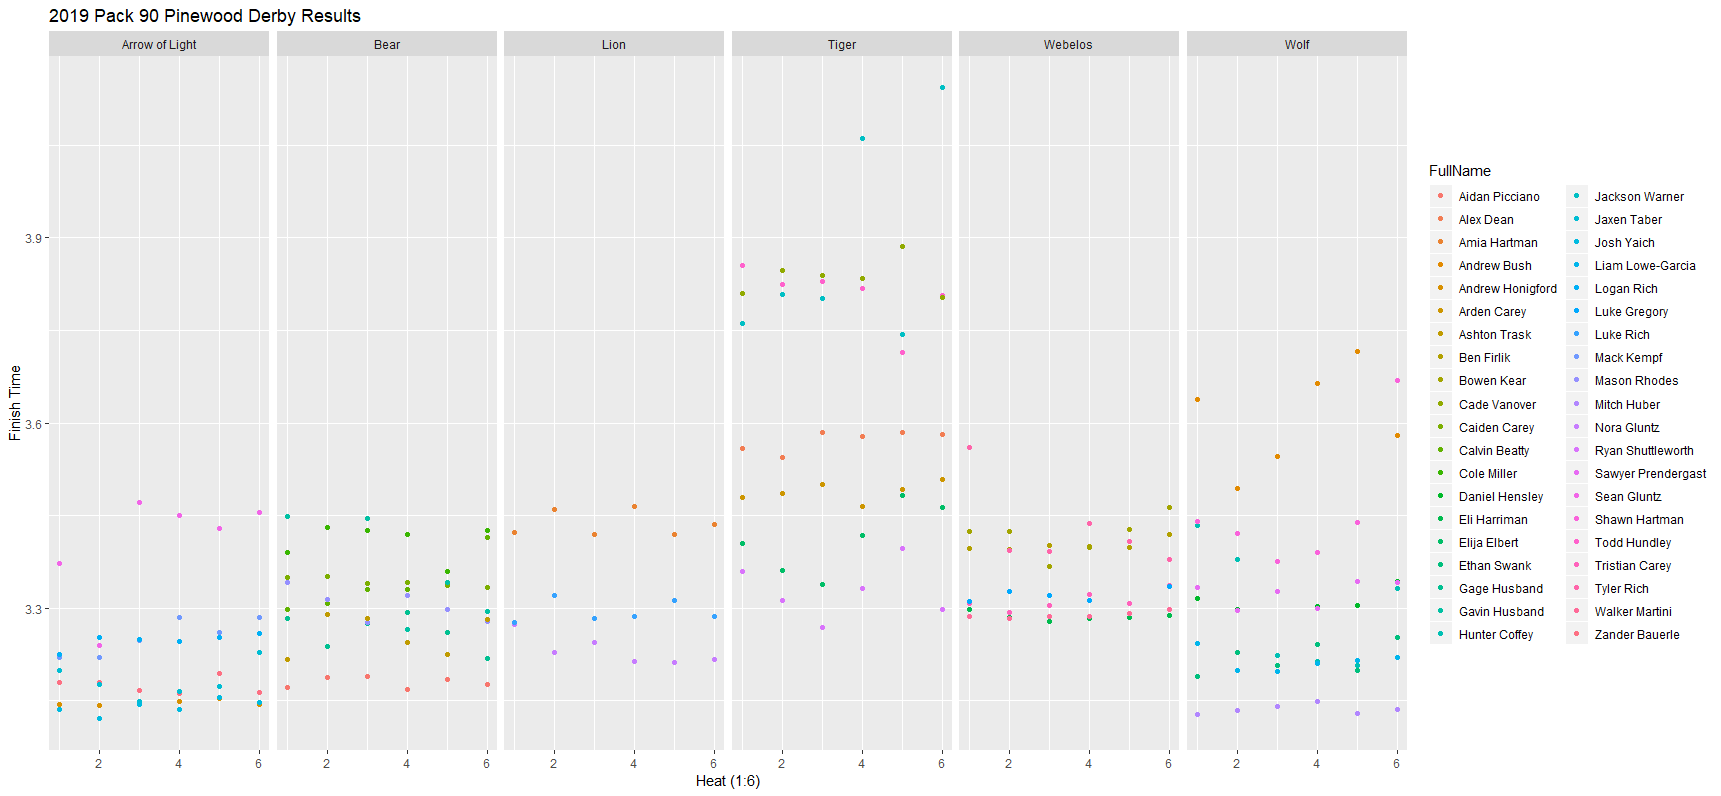 2019 Pack 90 Pinewood Derby Results
Arrow of Light Bear Lion Tiger Webelos Wolf
Finish Time
3.9
3.6
3.3
2 4 6 2 4 6 2 4 6 2 4 6 2 4 6 2 4 6
Heat (1:6)
FullName
Aidan Picciano
Alex Dean
Amia Hartman
Andrew Bush
Andrew Honigford
Arden Carey
Ashton Trask
Ben Firlik
Bowen Kear
Cade Vanover
Caiden Carey
Calvin Beatty
Cole Miller
Daniel Hensley
Eli Harriman
Elija Elbert
Ethan Swank
Gage Husband
Gavin Husband
Hunter Coffey
Jackson Warner
Jaxen Taber
Josh Yaich
Liam Lowe-Garcia
Logan Rich
Luke Gregory
Luke Rich
Mack Kempf
Mason Rhodes
Mitch Huber
Nora Gluntz
Ryan Shuttleworth
Sawyer Prendergast
Sean Gluntz
Shawn Hartman
Todd Hundley
Tristian Carey
Tyler Rich
Walker Martini
Zander Bauerle